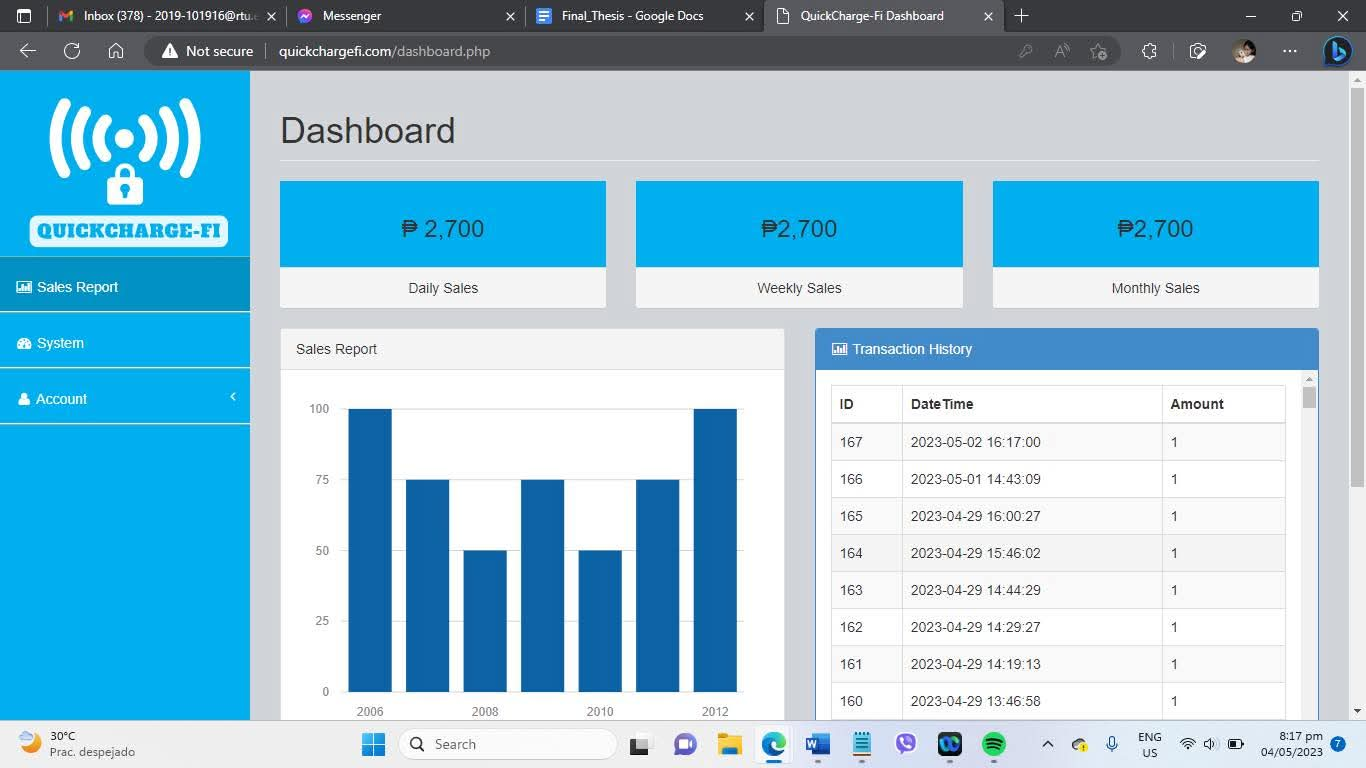 Inbox (378) - 2019-101916@rtu.e
Messenger
Final_Thesis - Google Docs
QuickCharge-Fi Dashboard
Not secure
quickchargefi.com/dashboard.php
QUICKCHARGE-FI
Sales Report
System
Account
Dashboard
₱ 2,700
Daily Sales
₱2,700
Weekly Sales
₱2,700
Monthly Sales
Sales Report
100
75
50
25
0
2006
2008
2010
2012
Transaction History
ID DateTime Amount
167 2023-05-02 16:17:00 1
166 2023-05-01 14:43:09 1
165 2023-04-29 16:00:27 1
164 2023-04-29 15:46:02 1
163 2023-04-29 14:44:29 1
162 2023-04-29 14:29:27 1
161 2023-04-29 14:19:13 1
160 2023-04-29 13:46:58 1
30°C
Prac. despejado
Search
ENG
US
8:17 pm
04/05/2023
7